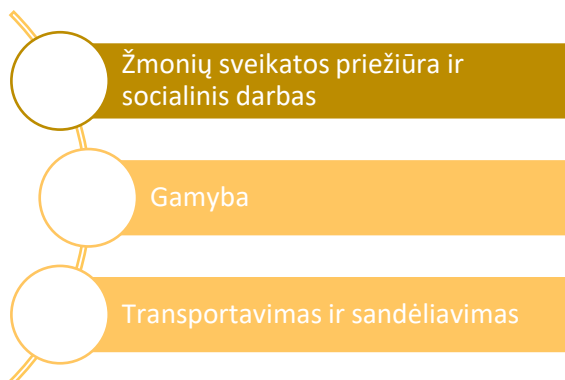 Žmonių sveikatos priežiūra ir
socialinis darbas
Gamyba
Transportavimas ir sandėliavimas